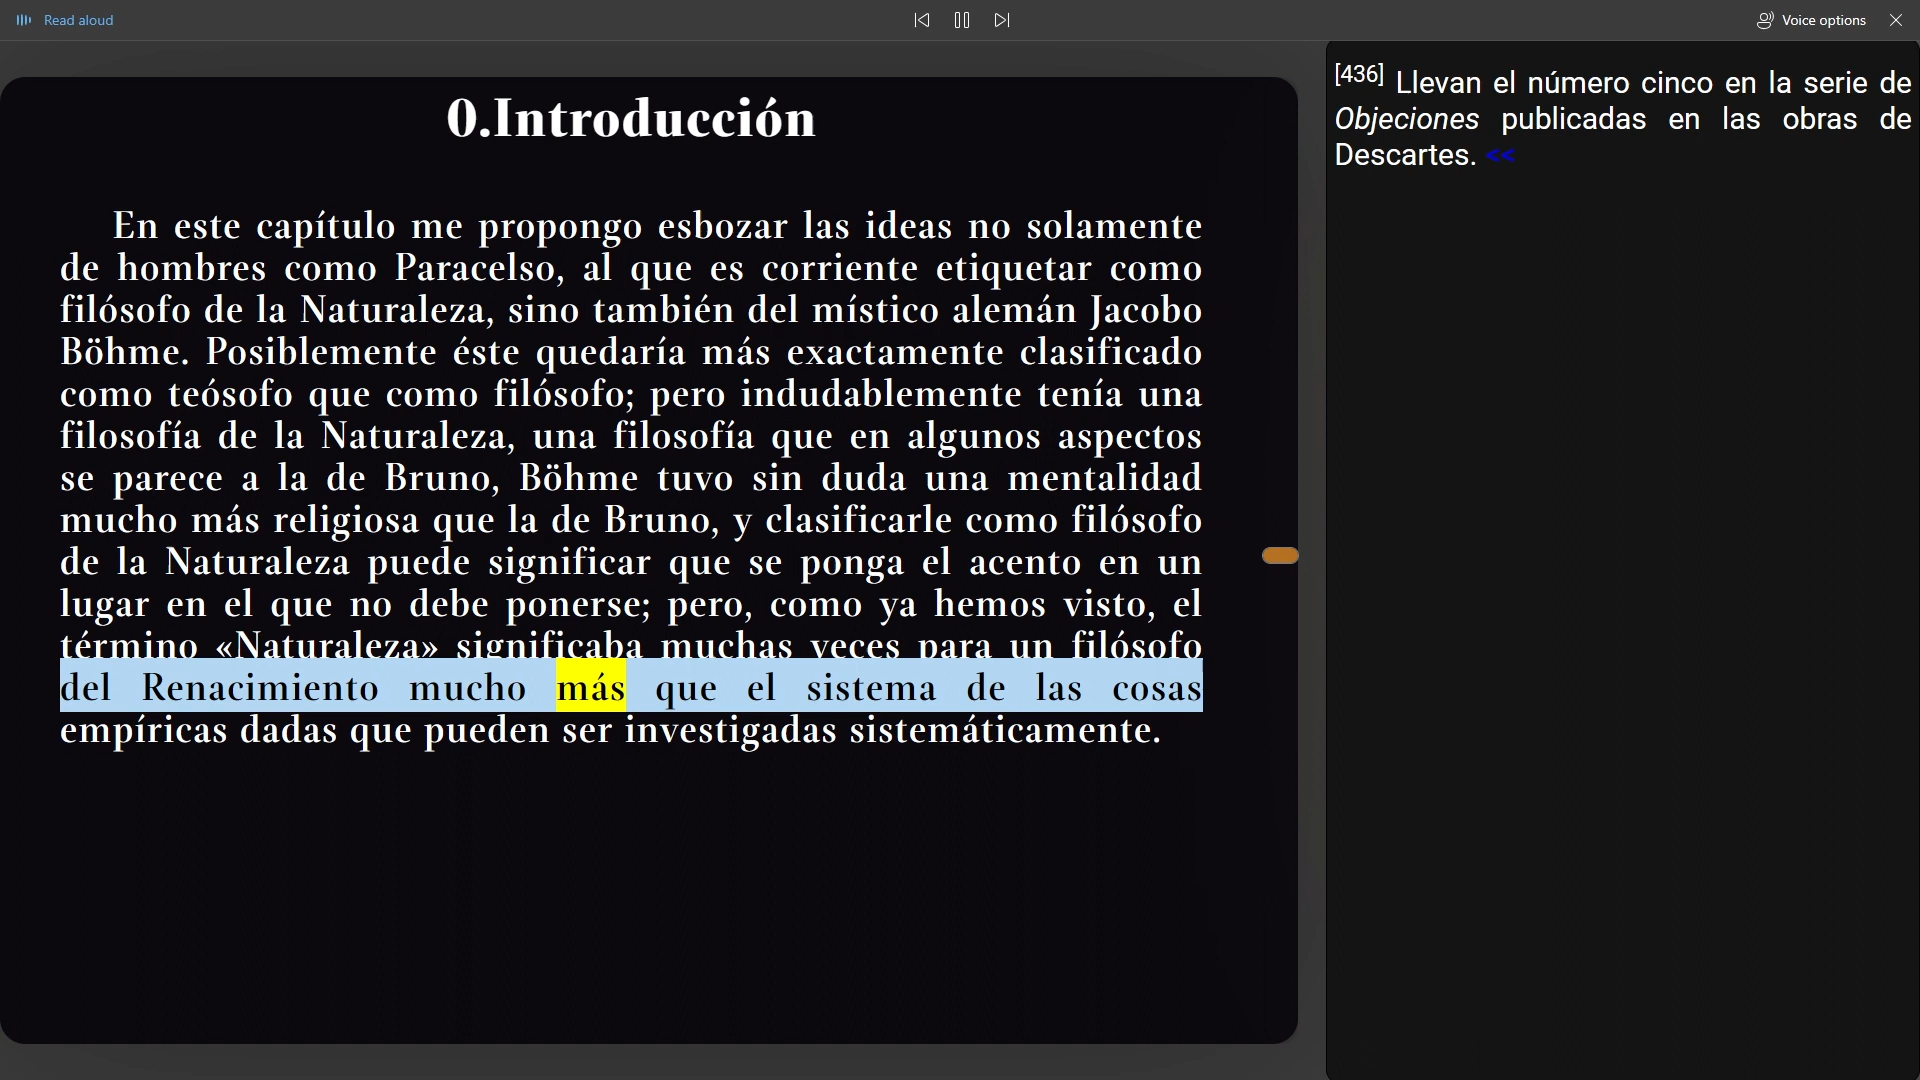 Read aloud
Voice options
0.Introducción
En este capítulo me propongo esbozar las ideas no solamente
de hombres como Paracelso, al que es corriente etiquetar como
filósofo de la Naturaleza, sino también del místico alemán Jacobo
Böhme. Posiblemente éste quedaría más exactamente clasificado
como teósofo que como filósofo; pero indudablemente tenía una
filosofía de la Naturaleza, una filosofía que en algunos aspectos
se parece a la de Bruno, Böhme tuvo sin duda una mentalidad
mucho más religiosa que la de Bruno, y clasificarle como filósofo
de la Naturaleza puede significar que se ponga el acento en un
lugar en el que no debe ponerse; pero, como ya hemos visto, el
término «Naturaleza» significaba muchas veces para un filósofo
del Renacimiento mucho más que el sistema de las cosas
empíricas dadas que pueden ser investigadas sistemáticamente.
[436] Llevan el número cinco en la serie de
Objeciones publicadas en las obras de
Descartes. <<